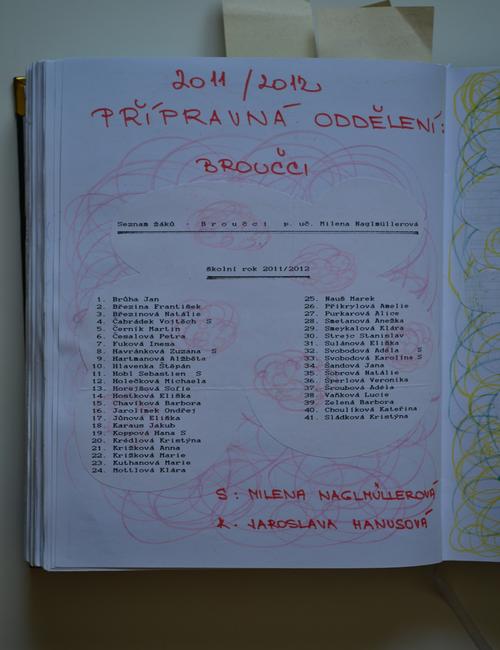 2011/2012
PŘÍPRAVNÁ ODDĚLENÍ:
BROUČCI
Seznam žáků - B r o u č c i p. uč. Milena Naglmüllerová
školní rok 2011/2012
1. Brůha Jan
2. Březina František
3. Březinová Natálie
4. Čabrádek Vojtěch S
5. Černík Martin
6. Česalová Petra
7. Fuková Inesa
8. Havránková Zuzana S
9. Hartmanová Alžběta
10. Hlavenka Štěpán
11. Hobl Sebastien S
12. Holečková Michaela
13. Horejšová Sofie
14. Hostková Eliška
15. Chavíková Barbora
16. Jarolímek Ondřej
17. Jůnová Eliška
18. Karaus Jakub
19. Koppová Hana S
20. Krédlová Kristýna
21. Križková Anna
22. Križková Marie
23. Kuthanová Marie
24. Mottlová Klára
25. Nauš Marek
26. Přikrylová Amelie
27. Purkarová Alice
28. Smetanová Anežka
29. Smeykalová Klára
30. Strejc Stanislav
31. Sulánová Eliška
32. Svobodová Adéla S
33. Svobodová Karolína S
34. Šandová Jana
35. Šobrová Natálie
36. Šperlová Veronika
37. Šroubová Adéla
38. Vaňková Lucie
39. Zelená Barbora
40. Choulíková Kateřina
41. Sládková Kristýna
S: MILENA NAGLMÜLLEROVÁ
K. JAROSLAVA HANUSOVÁ